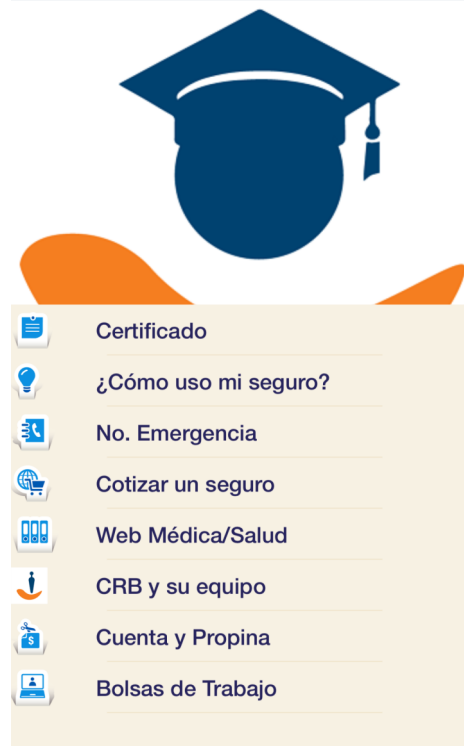 Certificado
¿Cómo uso mi seguro?
No. Emergencia
Cotizar un seguro
Web Médica/Salud
CRB y su equipo
Cuenta y Propina
Bolsas de Trabajo